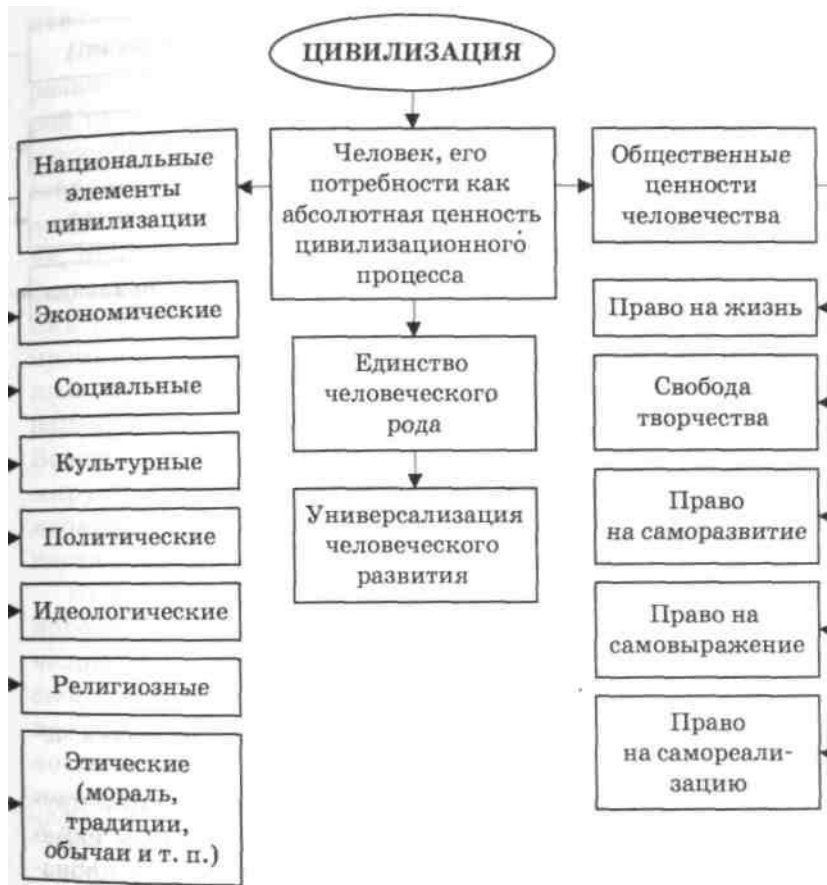 ЦИВИЛИЗАЦИЯ
Национальные
элементы
цивилизации
Человек, его
потребности как
абсолютная ценность
цивилизационного
процесса
Общественные
ценности
человечества
Экономические
Социальные
Культурные
Политические
Идеологические
Религиозные
Этические
(мораль,
традиции,
обычаи и т. п.)
Единство
человеческого
рода
Универсализация
человеческого
развития
Право на жизнь
Свобода
творчества
Право
на саморазвитие
Право на
самовыражение
Право
на самореали-
зацию